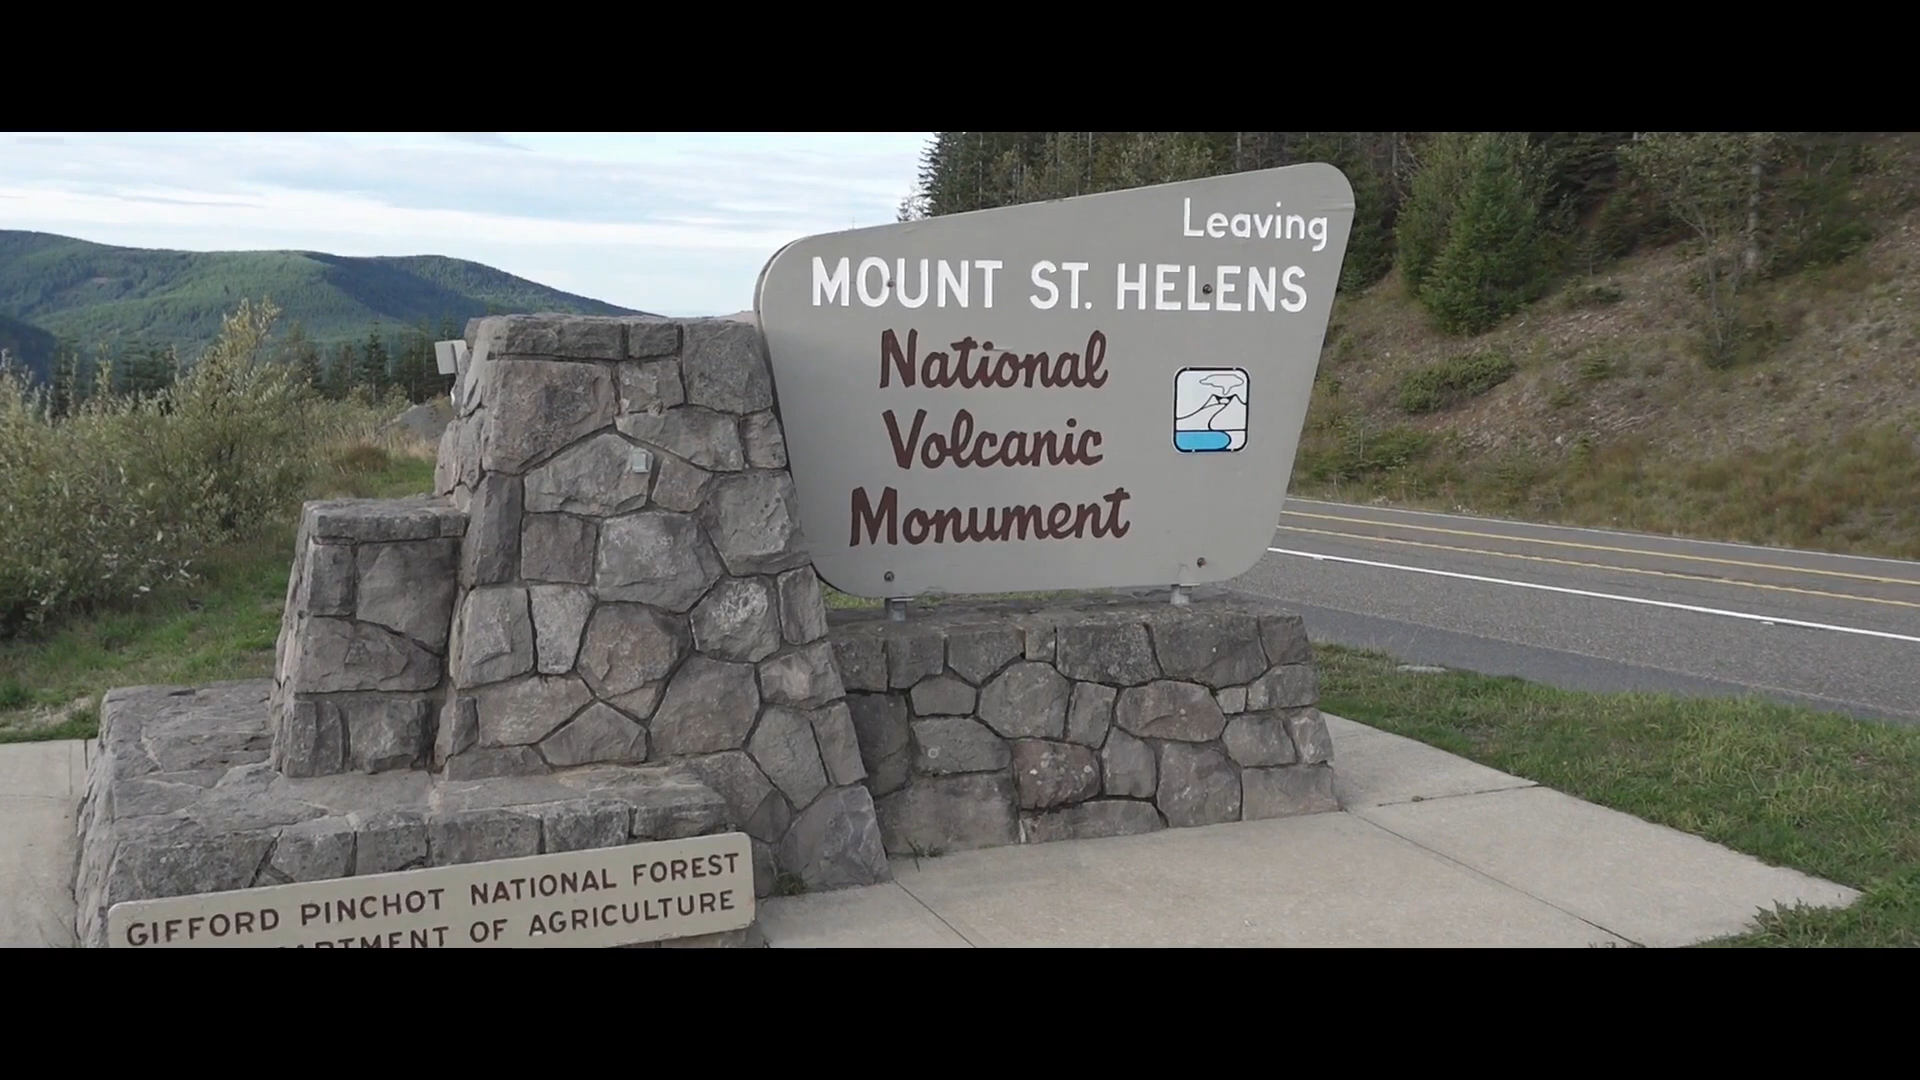 Leaving
MOUNT ST. HELENS
National
Volcanic
Monument
GIFFORD PINCHOT NATIONAL FOREST
OF AGRICULTURE